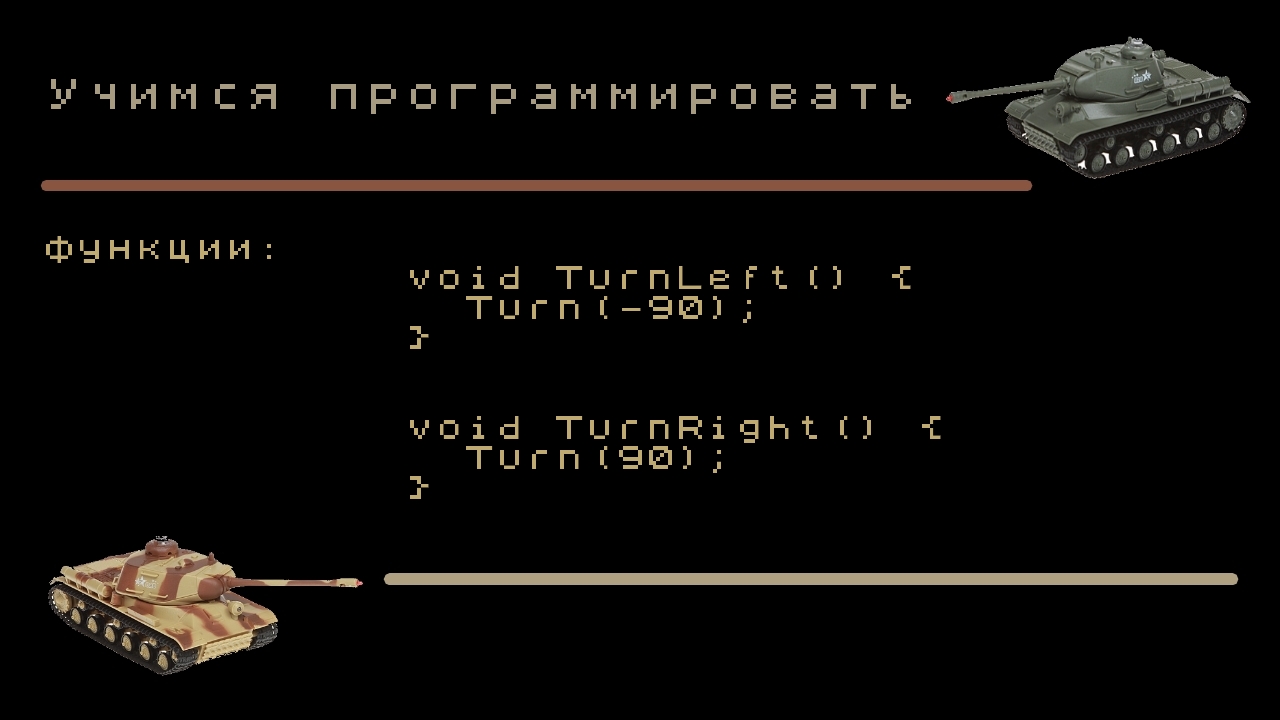 Учимся программировать
Функции:
void TurnLeft() {
Turn(-90);
}
void TurnRight() {
Turn(90);
}